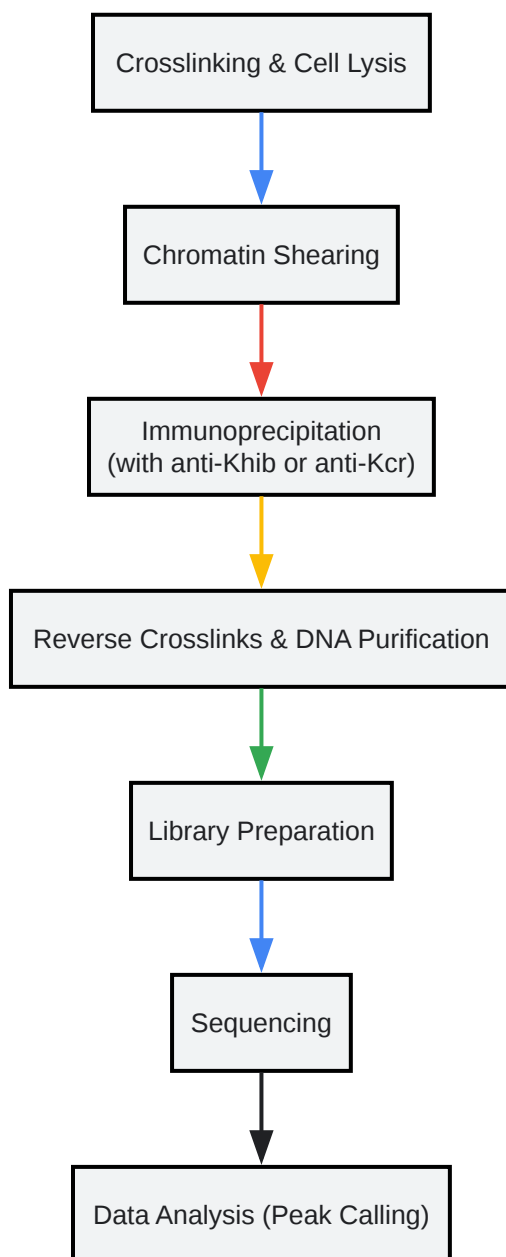 Crosslinking & Cell Lysis
Chromatin Shearing
Immunoprecipitation
(with anti-Khib or anti-Kcr)
Reverse Crosslinks & DNA Purification
Library Preparation
Sequencing
Data Analysis (Peak Calling)